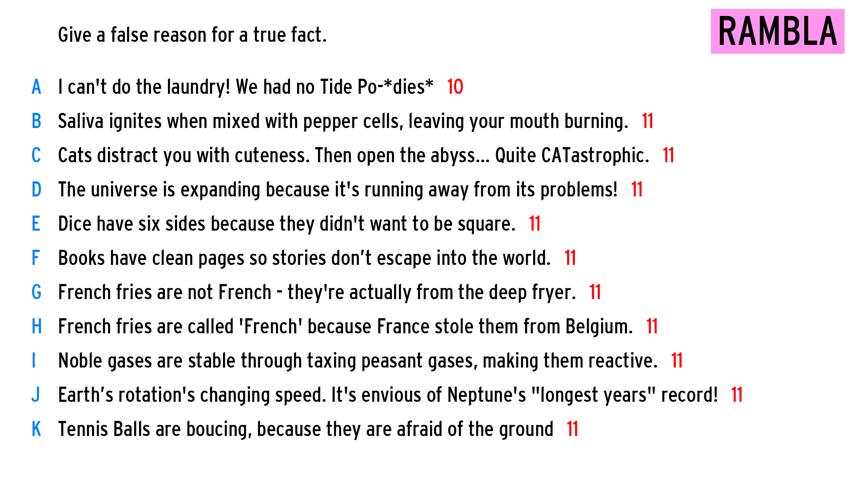 Give a false reason for a true fact.
RAMBLA
A I can't do the laundry! We had no Tide Po-*dies* 10
B Saliva ignites when mixed with pepper cells, leaving your mouth burning. 11
C Cats distract you with cuteness. Then open the abyss... Quite CATastrophic. 11
D The universe is expanding because it's running away from its problems! 11
E Dice have six sides because they didn't want to be square. 11
F Books have clean pages so stories don’t escape into the world. 11
G French fries are not French - they're actually from the deep fryer. 11
H French fries are called 'French' because France stole them from Belgium. 11
I Noble gases are stable through taxing peasant gases, making them reactive. 11
J Earth’s rotation's changing speed. It's envious of Neptune's "longest years" record! 11
K Tennis Balls are boucing, because they are afraid of the ground 11